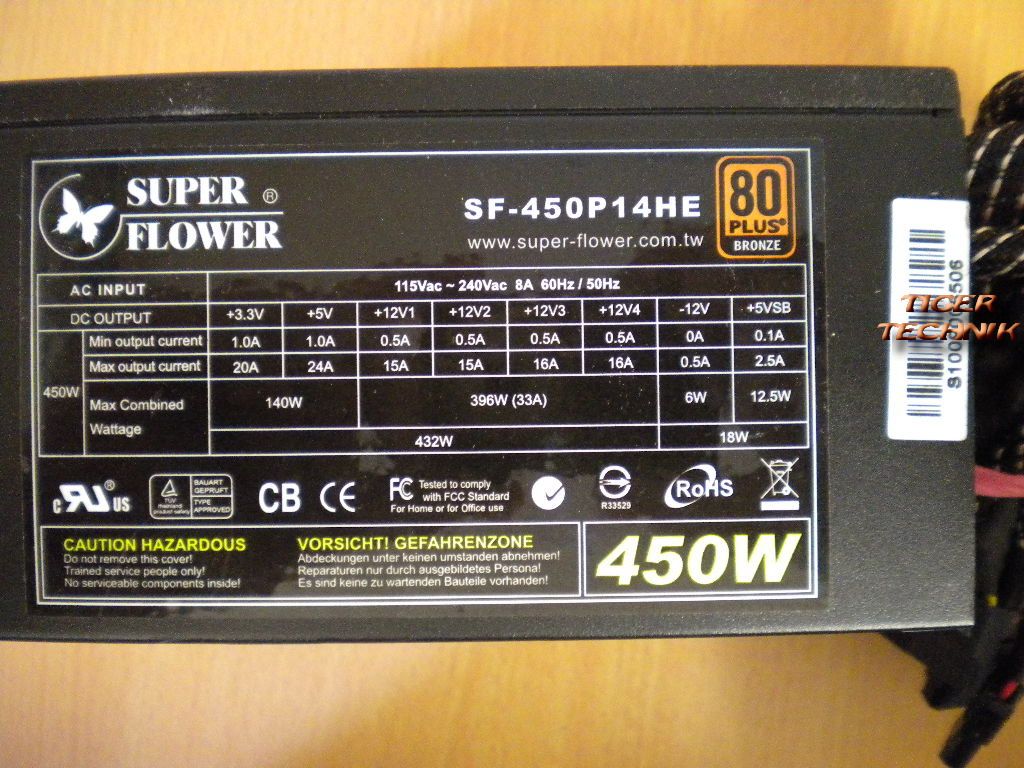 SUPER ®
FLOWER
SF-450P14HE
www.super-flower.com.tw
80
PLUS®
BRONZE
AC INPUT 115Vac ~ 240Vac 8A 60Hz / 50Hz
DC OUTPUT +3.3V +5V +12V1 +12V2 +12V3 +12V4 -12V +5VSB
450W
Min output current 1.0A 1.0A 0.5A 0.5A 0.5A 0.5A 0A 0.1A
Max output current 20A 24A 15A 15A 16A 16A 0.5A 2.5A
Max Combined
Wattage
140W 396W (33A) 6W 12.5W
432W 18W
c RU ® US
TÜV
BAUART
GEPRUFT
TYPE
APPROVED
CB
CE
FC Tested to comply
with FCC Standard
For Home or for Office use
R33529
RoHS
CAUTION HAZARDOUS
Do not remove this cover!
Trained service people only!
No serviceable components inside!
VORSICHT! GEFAHRENZONE
Abdeckungen unter keinen umstanden abnehmen!
Reparaturen nur durch ausgebildetes Persona!
Es sind keine zu wartenden Bauteile vorhanden!
450W
TICER
TECHNIK